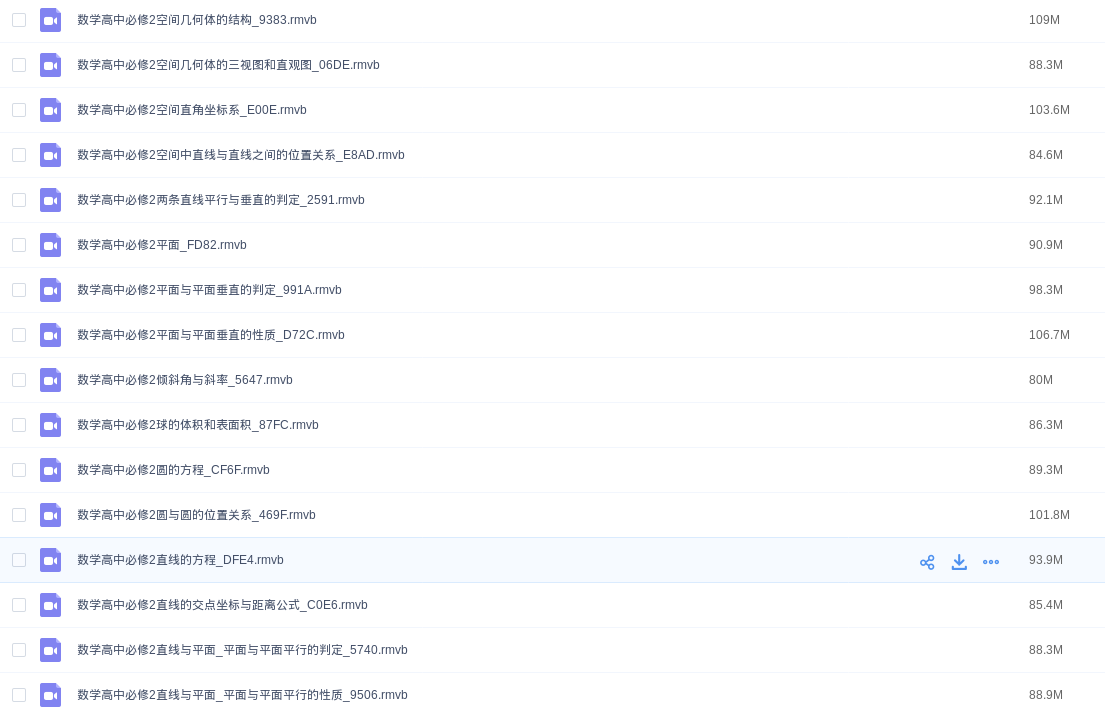 数学高中必修2空间几何体的结构_9383.rmvb 109M
数学高中必修2空间几何体的三视图和直观图_06DE.rmvb 88.3M
数学高中必修2空间直角坐标系_E00E.rmvb 103.6M
数学高中必修2空间中直线与直线之间的位置关系_E8AD.rmvb 84.6M
数学高中必修2两条直线平行与垂直的判定_2591.rmvb 92.1M
数学高中必修2平面_FD82.rmvb 90.9M
数学高中必修2平面与平面垂直的判定_991A.rmvb 98.3M
数学高中必修2平面与平面垂直的性质_D72C.rmvb 106.7M
数学高中必修2倾斜角与斜率_5647.rmvb 80M
数学高中必修2球的体积和表面积_87FC.rmvb 86.3M
数学高中必修2圆的方程_CF6F.rmvb 89.3M
数学高中必修2圆与圆的位置关系_469F.rmvb 101.8M
数学高中必修2直线的方程_DFE4.rmvb 93.9M
数学高中必修2直线的交点坐标与距离公式_C0E6.rmvb 85.4M
数学高中必修2直线与平面_平面与平面平行的判定_5740.rmvb 88.3M
数学高中必修2直线与平面_平面与平面平行的性质_9506.rmvb 88.9M